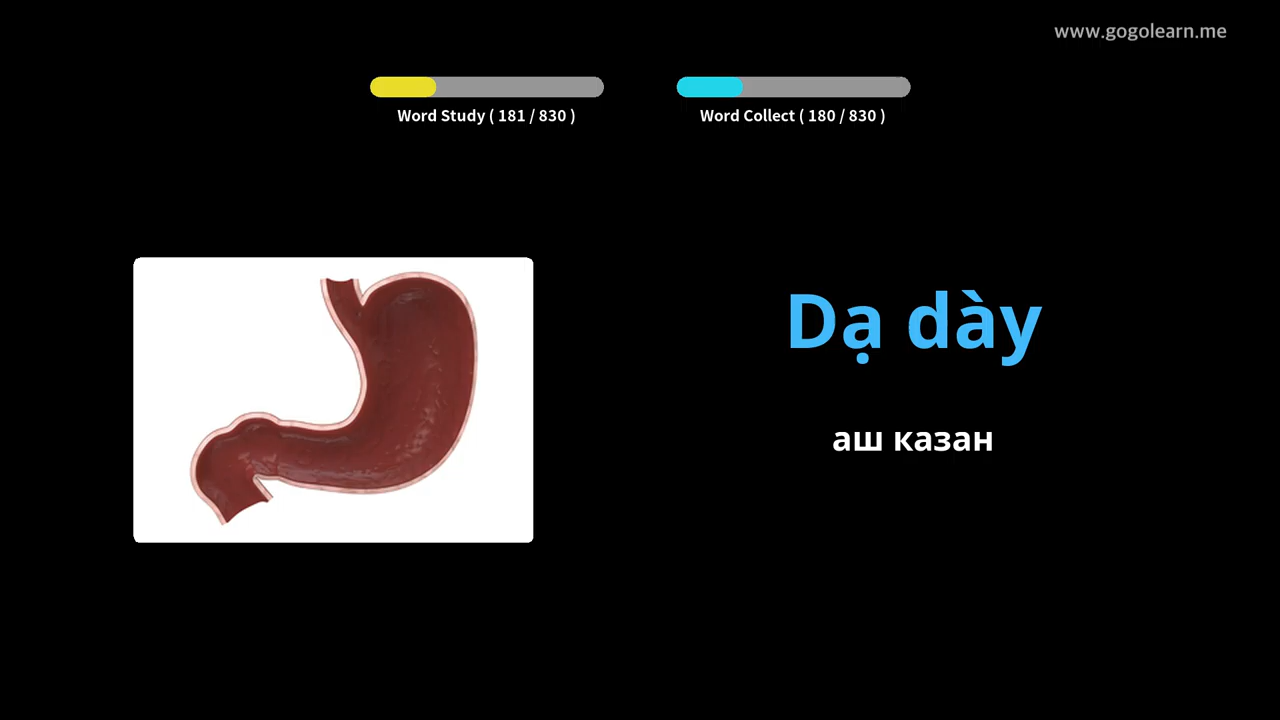 www.gogolearn.me
Word Study ( 181 / 830 )
Word Collect ( 180 / 830 )
Dạ dày
аш казан